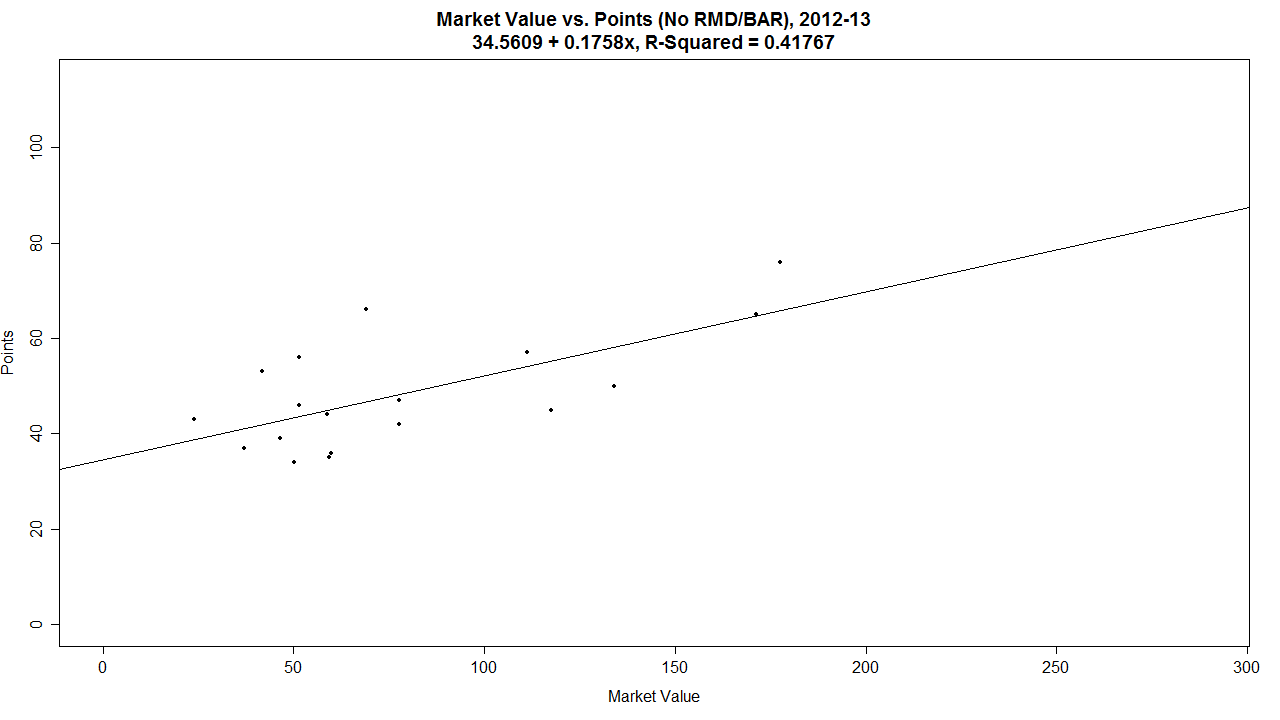 Market Value vs. Points (No RMD/BAR), 2012-13
34.5609 + 0.1758x, R-Squared = 0.41767
100
80
60
40
20
0
Points
0 50 100 150 200 250 300
Market Value